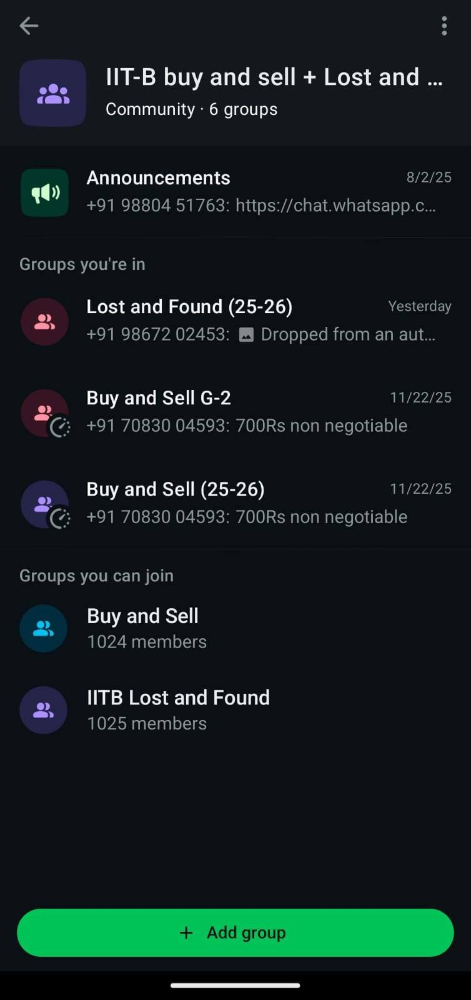 IIT-B buy and sell + Lost and ...
Community · 6 groups
Announcements 8/2/25
+91 98804 51763: https://chat.whatsapp.c...
Groups you're in
Lost and Found (25-26) Yesterday
+91 98672 02453: Dropped from an aut...
Buy and Sell G-2 11/22/25
+91 70830 04593: 700Rs non negotiable
Buy and Sell (25-26) 11/22/25
+91 70830 04593: 700Rs non negotiable
Groups you can join
Buy and Sell
1024 members
IITB Lost and Found
1025 members
+ Add group